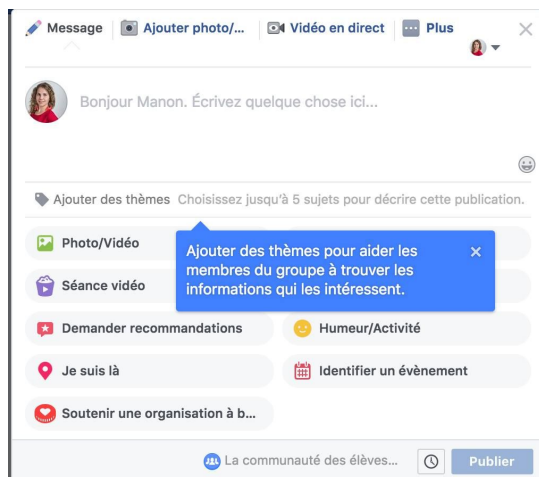 Message Ajouter photo/... Vidéo en direct Plus
Bonjour Manon. Écrivez quelque chose ici...
Ajouter des thèmes Choisissez jusqu'à 5 sujets pour décrire cette publication.
Photo/Vidéo
Ajouter des thèmes pour aider les
membres du groupe à trouver les
informations qui les intéressent.
Séance vidéo
Demander recommandations Humeur/Activité
Je suis là Identifier un évènement
Soutenir une organisation à b...
La communauté des élèves... Publier